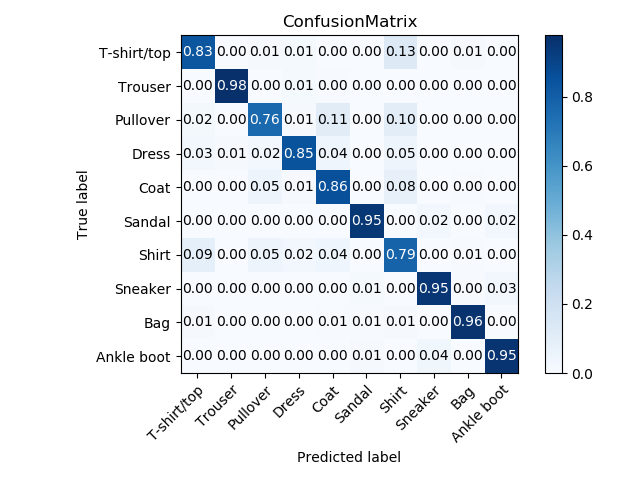 ConfusionMatrix
T-shirt/top 0.83 0.00 0.01 0.01 0.00 0.00 0.13 0.00 0.01 0.00
Trouser 0.00 0.98 0.00 0.01 0.00 0.00 0.00 0.00 0.00 0.00
Pullover 0.02 0.00 0.76 0.01 0.11 0.00 0.10 0.00 0.00 0.00
Dress 0.03 0.01 0.02 0.85 0.04 0.00 0.05 0.00 0.00 0.00
Coat 0.00 0.00 0.05 0.01 0.86 0.00 0.08 0.00 0.00 0.00
Sandal 0.00 0.00 0.00 0.00 0.00 0.95 0.00 0.02 0.00 0.02
Shirt 0.09 0.00 0.05 0.02 0.04 0.00 0.79 0.00 0.01 0.00
Sneaker 0.00 0.00 0.00 0.00 0.00 0.01 0.00 0.95 0.00 0.03
Bag 0.01 0.00 0.00 0.00 0.01 0.01 0.01 0.00 0.96 0.00
Ankle boot 0.00 0.00 0.00 0.00 0.00 0.01 0.00 0.04 0.00 0.95
T-shirt/top Trouser Pullover Dress Coat Sandal Shirt Sneaker Bag Ankle boot
Predicted label
True label
0.8
0.6
0.4
0.2
0.0